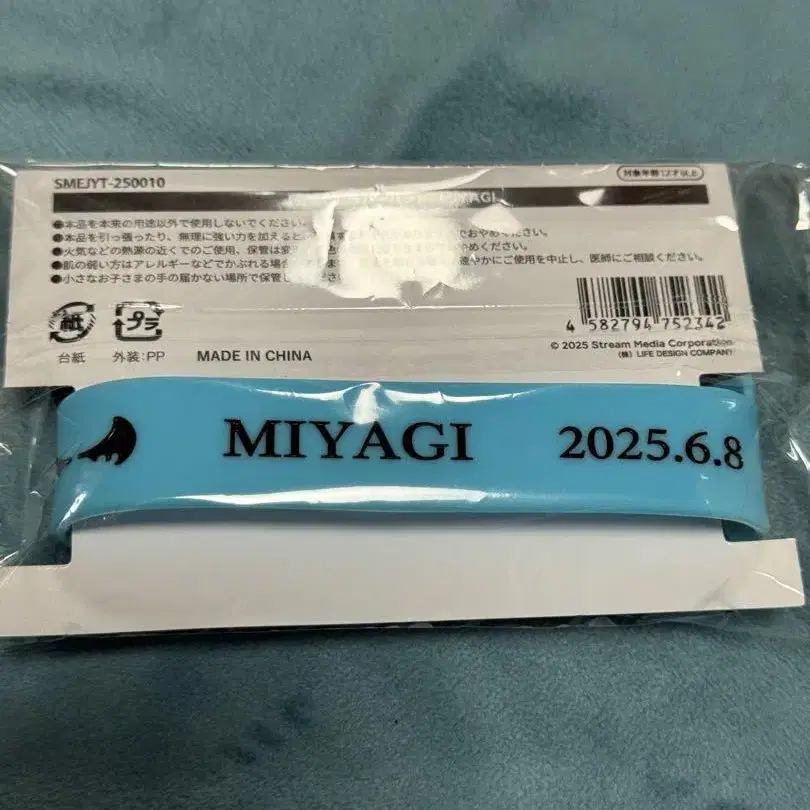 SMEJYT-250010
対象年齢12才以上
MIYAGI
●本品を本来の用途以外で使用しないでください。
●本品を引っ張ったり、無理に強い力を加えると
おやめください。
●火気などの熱源の近くでのご使用、保管は変
めください。
●肌の弱い方はアレルギーなどでかぶれる場合
速やかにご使用を中止し、医師にご相談ください。
●小さなお子さまの手の届かない場所で保管し
紙
プラ
台紙
外装:PP
MADE IN CHINA
4 582794 752342
© 2025 Stream Media Corporation
(株) LIFE DESIGN COMPANY
MIYAGI
2025.6.8